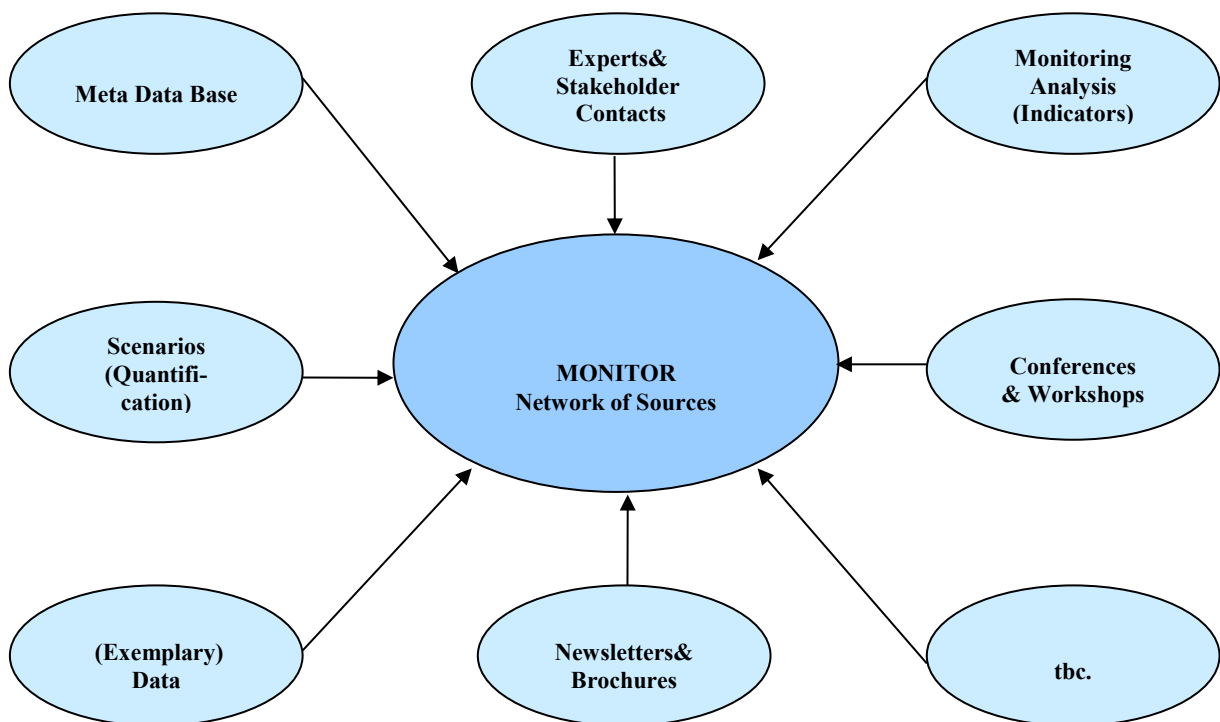 Meta Data Base
Experts&
Stakeholder
Contacts
Monitoring
Analysis
(Indicators)
Scenarios
(Quantifi-
cation)
MONITOR
Network of Sources
Conferences
& Workshops
(Exemplary)
Data
Newsletters&
Brochures
tbc.